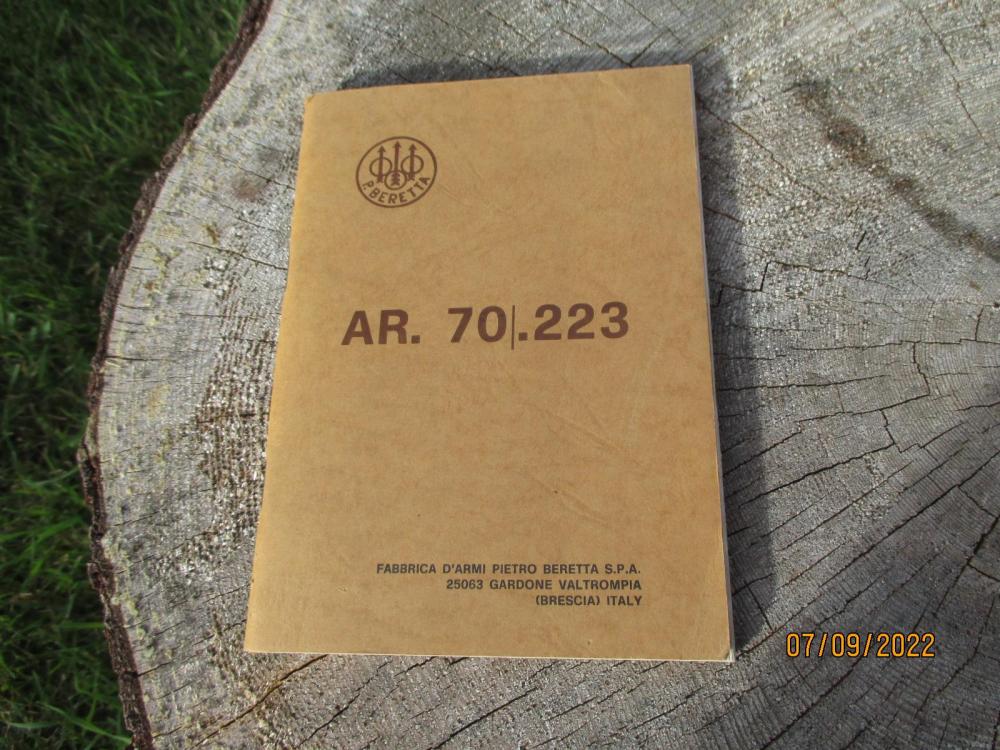 P. BERETTA
AR. 70|.223
FABBRICA D'ARMI PIETRO BERETTA S.P.A.
25063 GARDONE VALTROMPIA
(BRESCIA) ITALY
07/09/2022